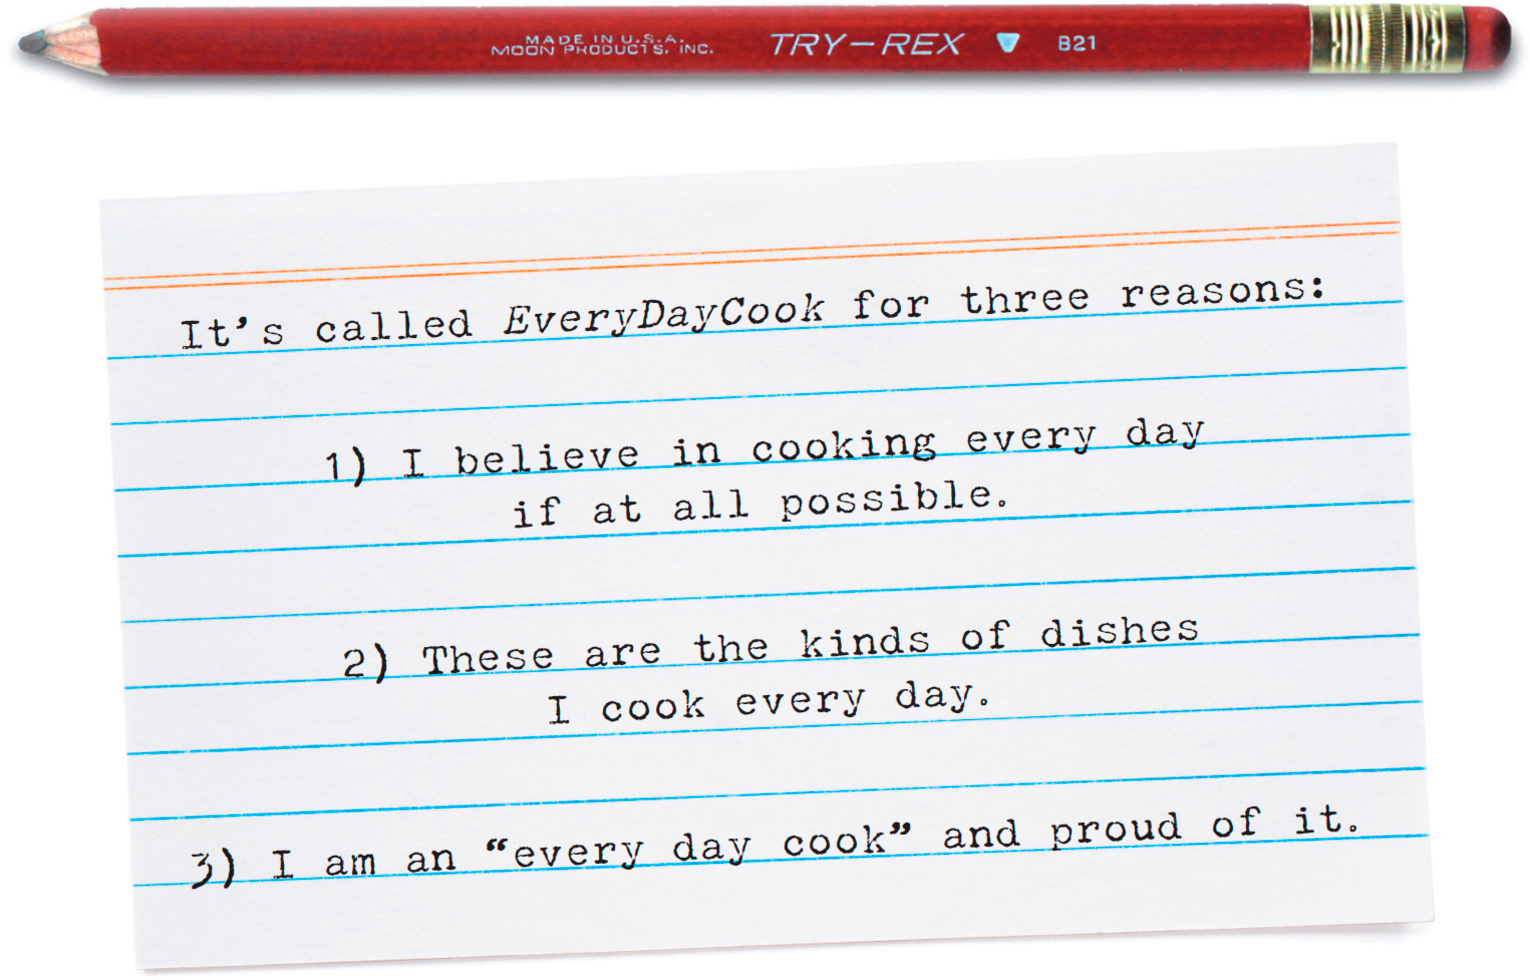 MADE IN U.S.A.
MOON PRODUCTS, INC.
TRY-REX B21
It’s called EveryDayCook for three reasons:
1) I believe in cooking every day
if at all possible.
2) These are the kinds of dishes
I cook every day.
3) I am an “every day cook” and proud of it.